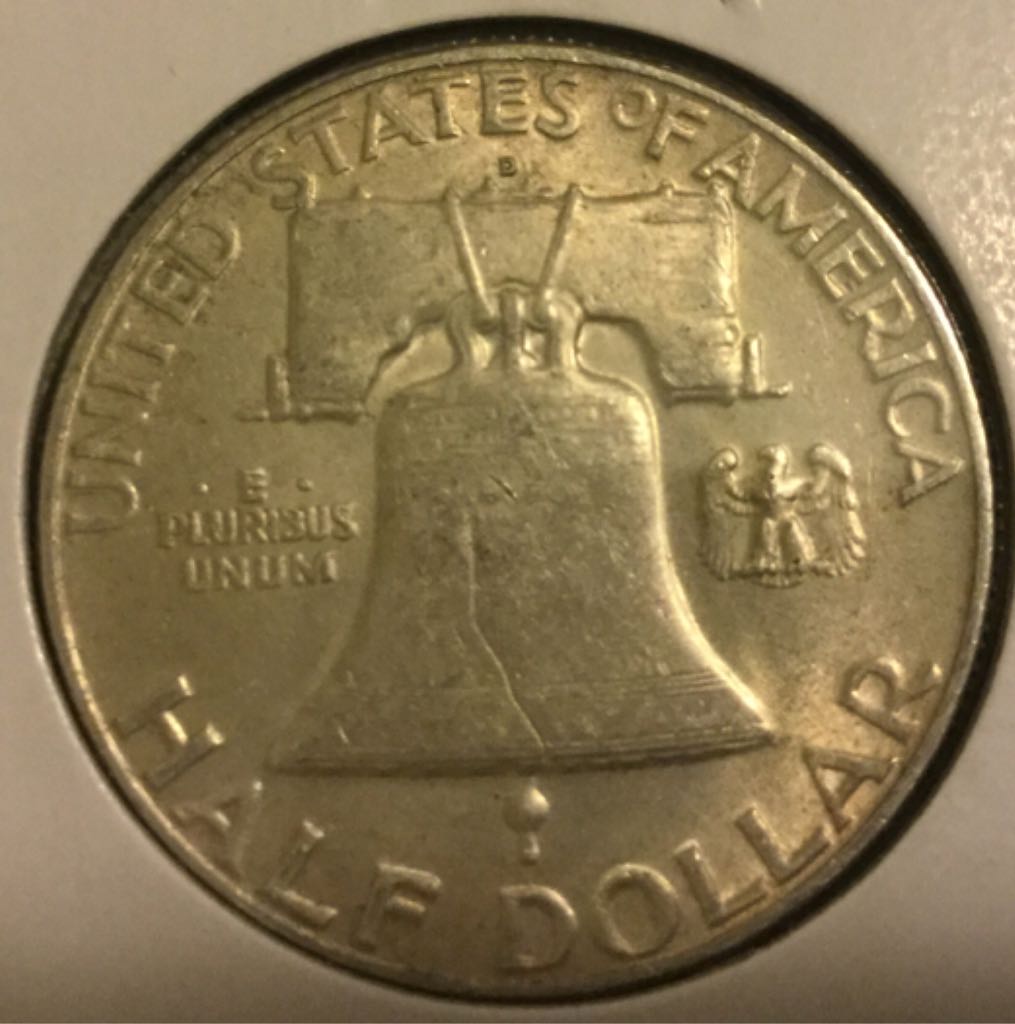 UNITED STATES OF AMERICA
D
· E ·
PLURIBUS
UNUM
HALF DOLLAR